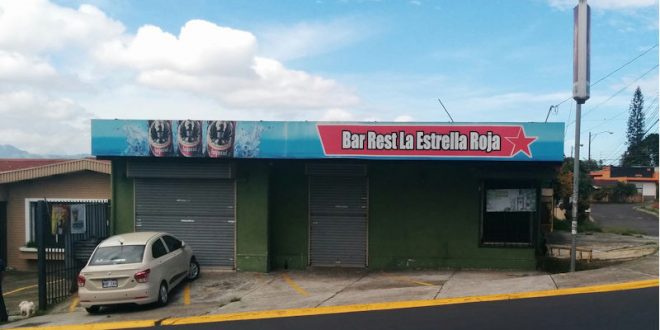 Bar Rest La Estrella Roja